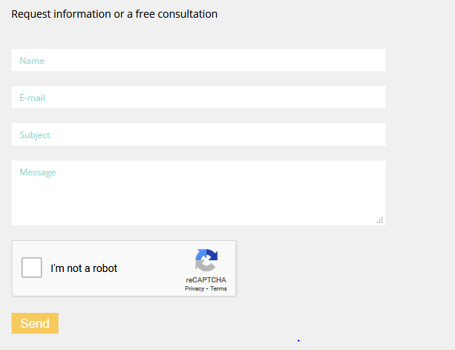 Request information or a free consultation
Name
E-mail
Subject
Message
I'm not a robot
reCAPTCHA
Privacy • Terms
Send